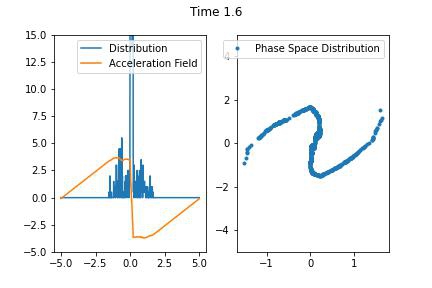 Time 1.6
15.0
12.5
10.0
7.5
5.0
2.5
0.0
−2.5
−5.0
−5.0 −2.5 0.0 2.5 5.0
Distribution
Acceleration Field
4
2
0
−2
−4
−1 0 1
Phase Space Distribution